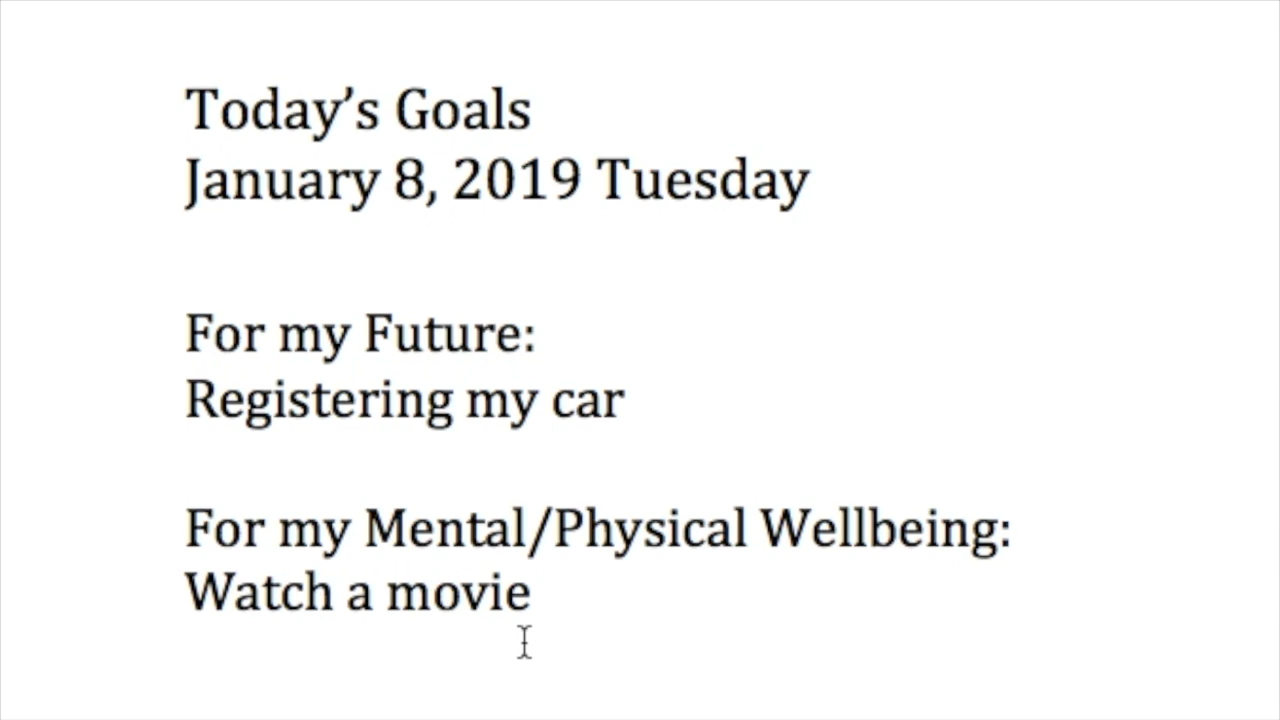 Today’s Goals
January 8, 2019 Tuesday
For my Future:
Registering my car
For my Mental/Physical Wellbeing:
Watch a movie